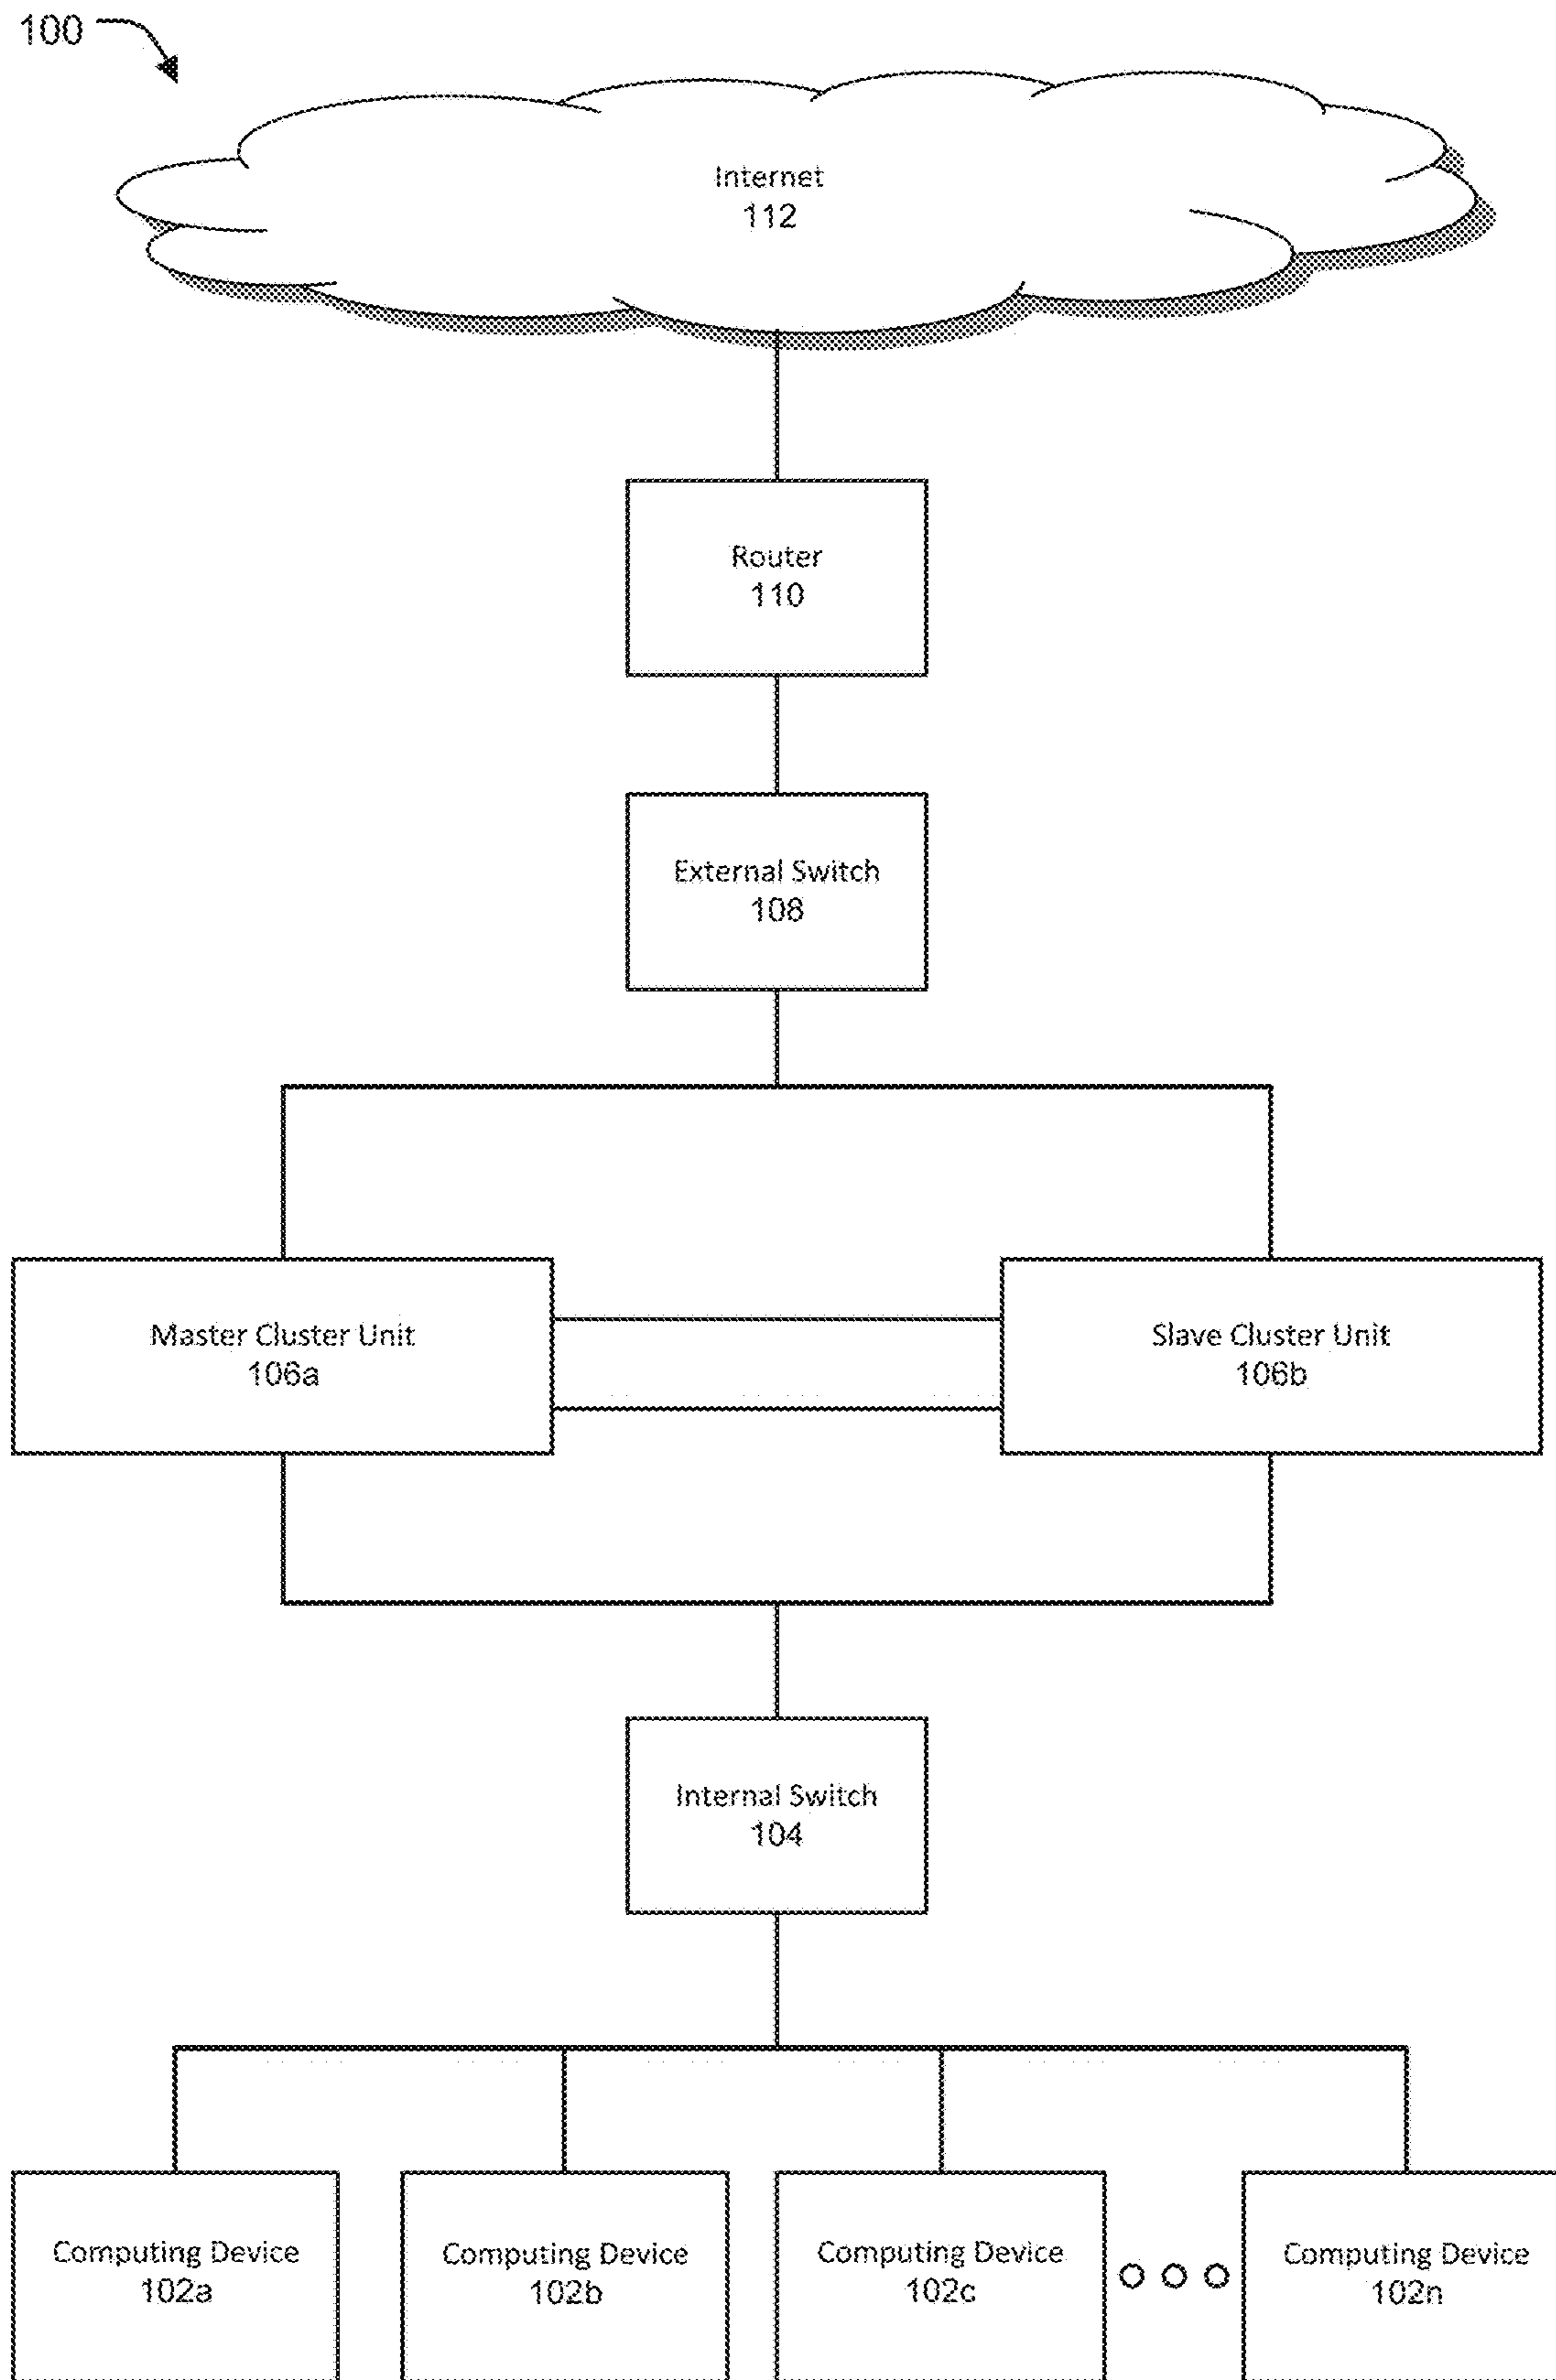 100
Internet
112
Router
110
External Switch
108
Master Cluster Unit
106a
Slave Cluster Unit
106b
Internal Switch
104
Computing Device
102a
Computing Device
102b
Computing Device
102c
Computing Device
102n